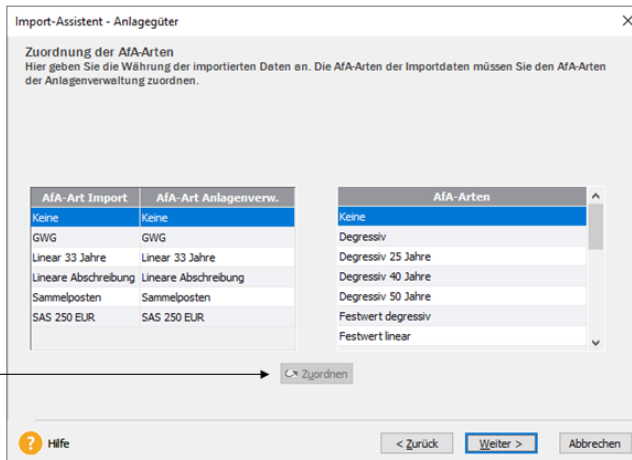 Import-Assistent - Anlagegüter
Zuordnung der AfA-Arten
Hier geben Sie die Währung der importierten Daten an. Die AfA-Arten der Importdaten müssen Sie den AfA-Arten
der Anlagenverwaltung zuordnen.
AfA-Art Import AfA-Art Anlagenverw.
Keine Keine
GWG GWG
Linear 33 Jahre Linear 33 Jahre
Lineare Abschreibung Lineare Abschreibung
Sammelposten Sammelposten
SAS 250 EUR SAS 250 EUR
AfA-Arten
Keine
Degressiv
Degressiv 25 Jahre
Degressiv 40 Jahre
Degressiv 50 Jahre
Festwert degressiv
Festwert linear
Zuordnen
? Hilfe
< Zurück Weiter > Abbrechen